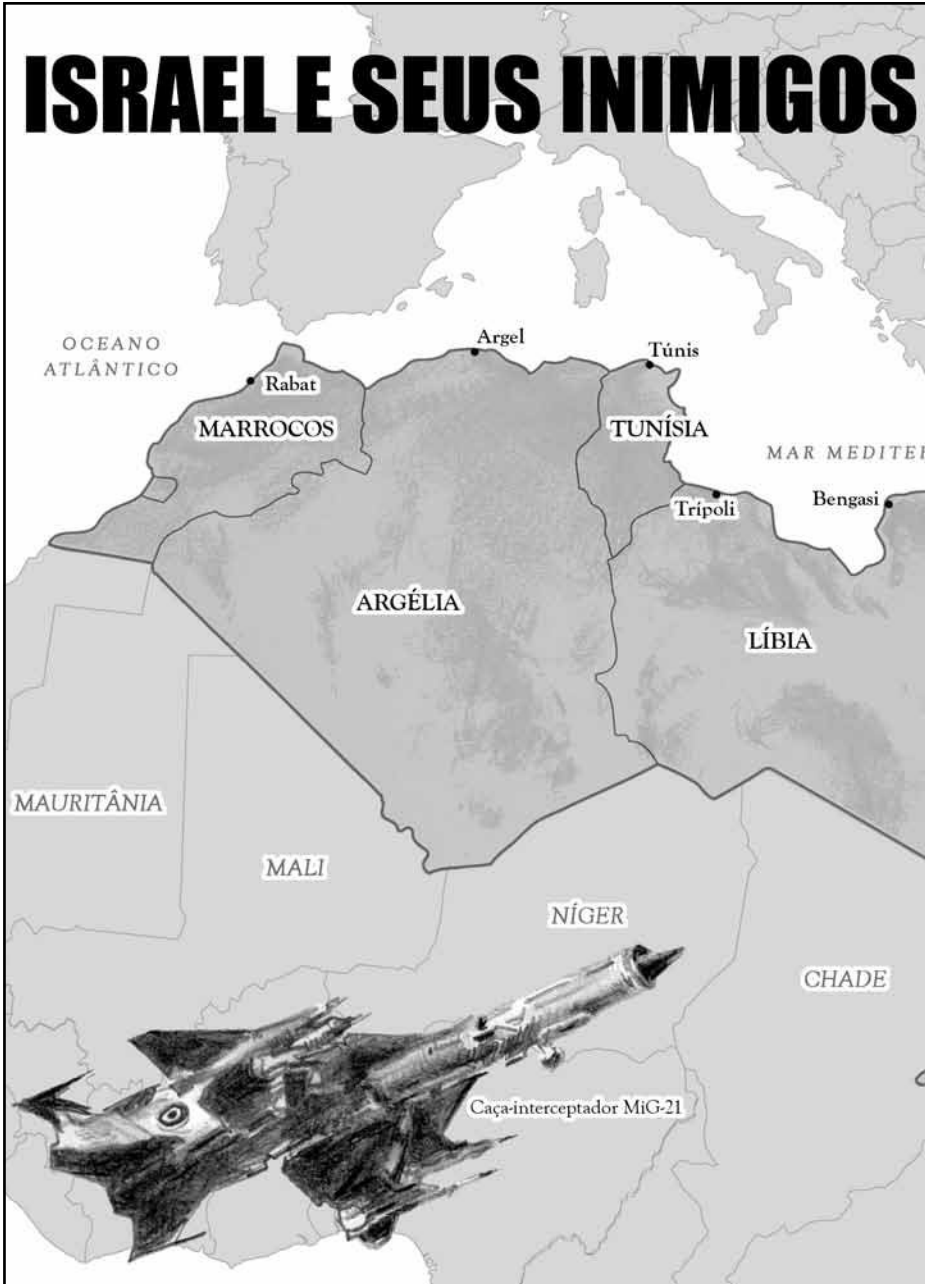 ISRAEL E SEUS INIMIGOS
OCEANO
ATLÂNTICO
Argel
Túnis
Rabat
MARROCOS
TUNÍSIA
MAR MEDITER
Trípoli
Bengasi
ARGÉLIA
LÍBIA
MAURITÂNIA
MALI
NÍGER
CHADE
Caça-interceptador MiG-21